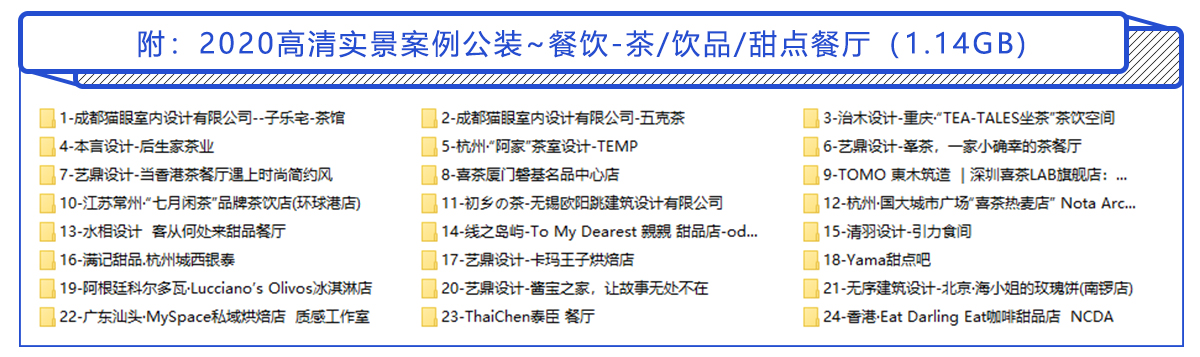 附：2020高清实景案例公装~餐饮-茶/饮品/甜点餐厅（1.14GB）
1-成都猫眼室内设计有限公司--子乐宅-茶馆
2-成都猫眼室内设计有限公司-五克茶
3-治木设计-重庆·“TEA-TALES坐茶”茶饮空间
4-本言设计-后生家茶业
5-杭州·“阿家”茶室设计-TEMP
6-艺鼎设计-峯茶，一家小确幸的茶餐厅
7-艺鼎设计-当香港茶餐厅遇上时尚简约风
8-喜茶厦门磐基名品中心店
9-TOMO 東木筑造 ｜深圳喜茶LAB旗舰店：...
10-江苏常州·“七月闲茶”品牌茶饮店(环球港店)
11-初乡の茶-无锡欧阳跳建筑设计有限公司
12-杭州·国大城市广场“喜茶热麦店” Nota Arc...
13-水相设计 客从何处来甜品餐厅
14-线之岛屿-To My Dearest 親親 甜品店-od...
15-清羽设计-引力食间
16-满记甜品.杭州城西银泰
17-艺鼎设计-卡玛王子烘焙店
18-Yama甜点吧
19-阿根廷科尔多瓦·Lucciano’s Olivos冰淇淋店
20-艺鼎设计-酱宝之家，让故事无处不在
21-无序建筑设计-北京·海小姐的玫瑰饼(南锣店)
22-广东汕头·MySpace私域烘焙店 质感工作室
23-ThaiChen泰臣 餐厅
24-香港·Eat Darling Eat咖啡甜品店 NCDA